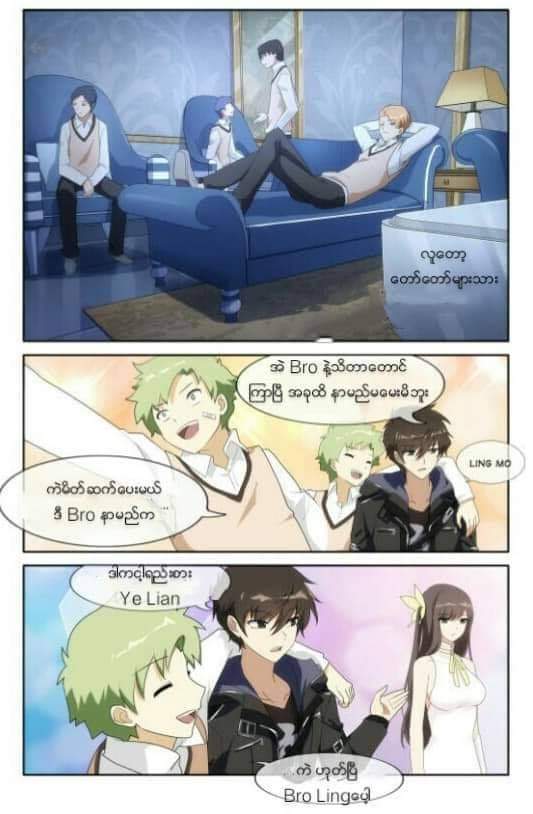 လူတော့
တော်တော်များသား
အဲ Bro နဲ့သိတာတောင်
ကြာပြီ အခုထိ နာမည်မမေးမိဘူး
LING MO
ကဲမိတ်ဆက်ပေးမယ်
ဒီ Bro နာမည်က ¨
ဒါကငါ့ရည်းစား
Ye Lian
ကဲ ဟုတ်ပြီ
Bro Lingပေ့ါ